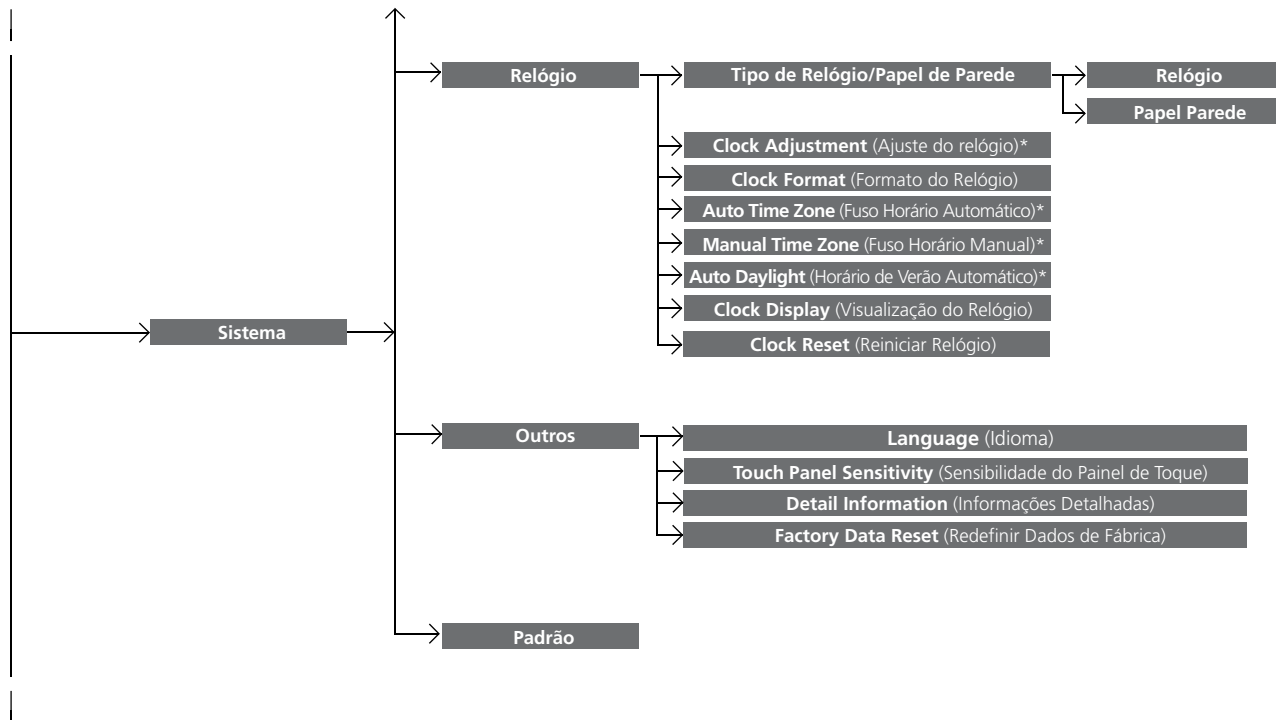 Relógio
Tipo de Relógio/Papel de Parede
Relógio
Papel Parede
Clock Adjustment (Ajuste do relógio)*
Clock Format (Formato do Relógio)
Auto Time Zone (Fuso Horário Automático)*
Manual Time Zone (Fuso Horário Manual)*
Auto Daylight (Horário de Verão Automático)*
Clock Display (Visualização do Relógio)
Clock Reset (Reiniciar Relógio)
Sistema
Outros
Language (Idioma)
Touch Panel Sensitivity (Sensibilidade do Painel de Toque)
Detail Information (Informações Detalhadas)
Factory Data Reset (Redefinir Dados de Fábrica)
Padrão